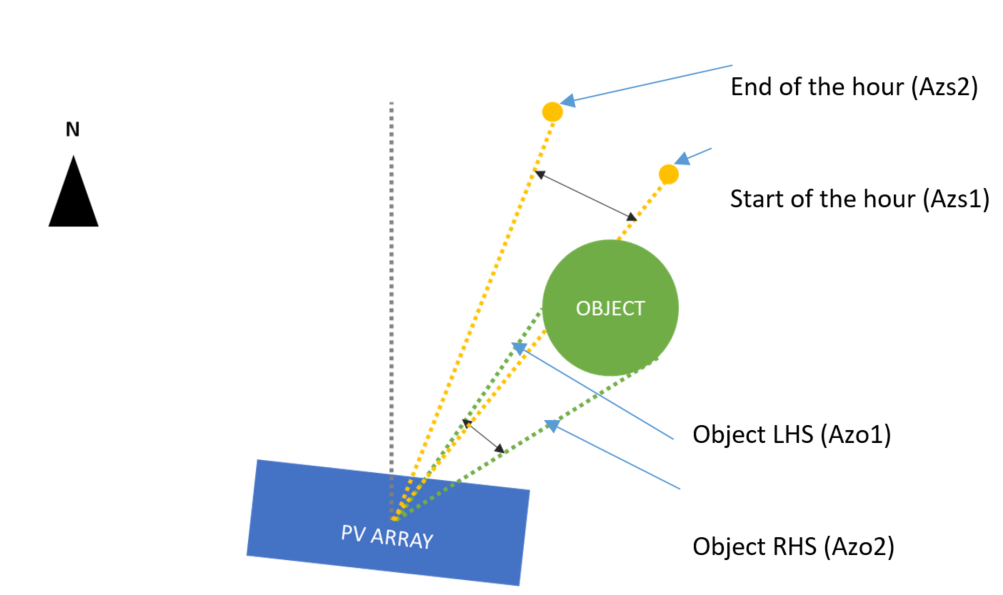 End of the hour (Azs2)
N
Start of the hour (Azs1)
OBJECT
Object LHS (Azo1)
PV ARRAY
Object RHS (Azo2)